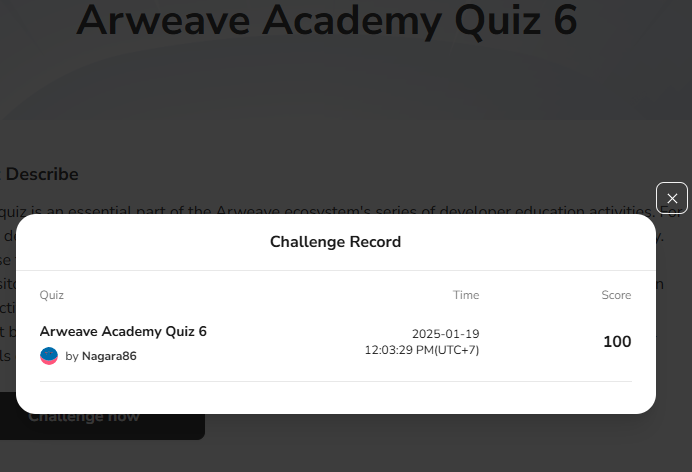 Arweave Academy Quiz 6
Describe
quiz is an essential part of the Arweave ecosystem's series of developer education activities. For
Challenge Record
Quiz Time Score
Arweave Academy Quiz 6
2025-01-19
12:03:29 PM(UTC+7)
100
by Nagara86
Challenge now